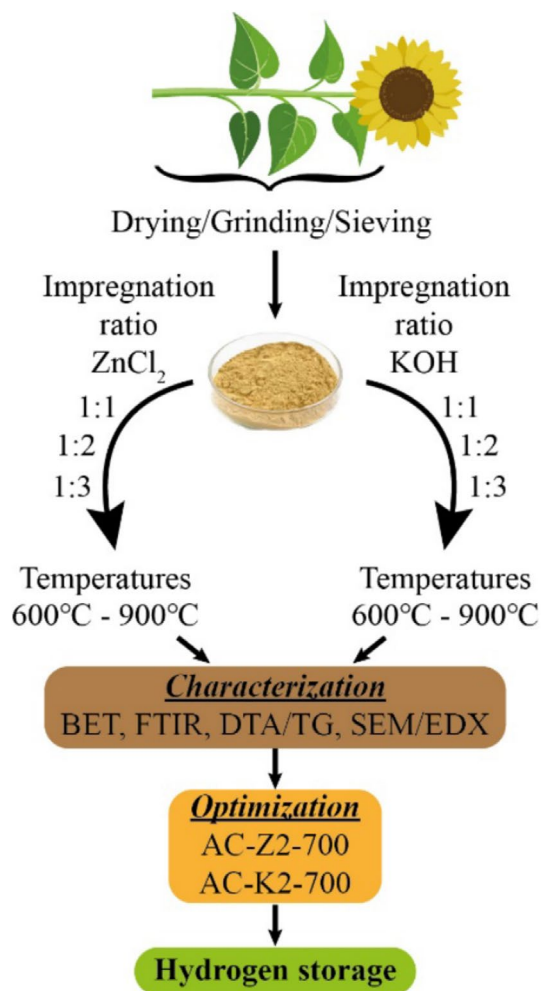 Drying/Grinding/Sieving
Impregnation
ratio
ZnCl₂
1:1
1:2
1:3
Impregnation
ratio
KOH
1:1
1:2
1:3
Temperatures
600°C - 900°C
Temperatures
600°C - 900°C
Characterization
BET, FTIR, DTA/TG, SEM/EDX
Optimization
AC-Z2-700
AC-K2-700
Hydrogen storage